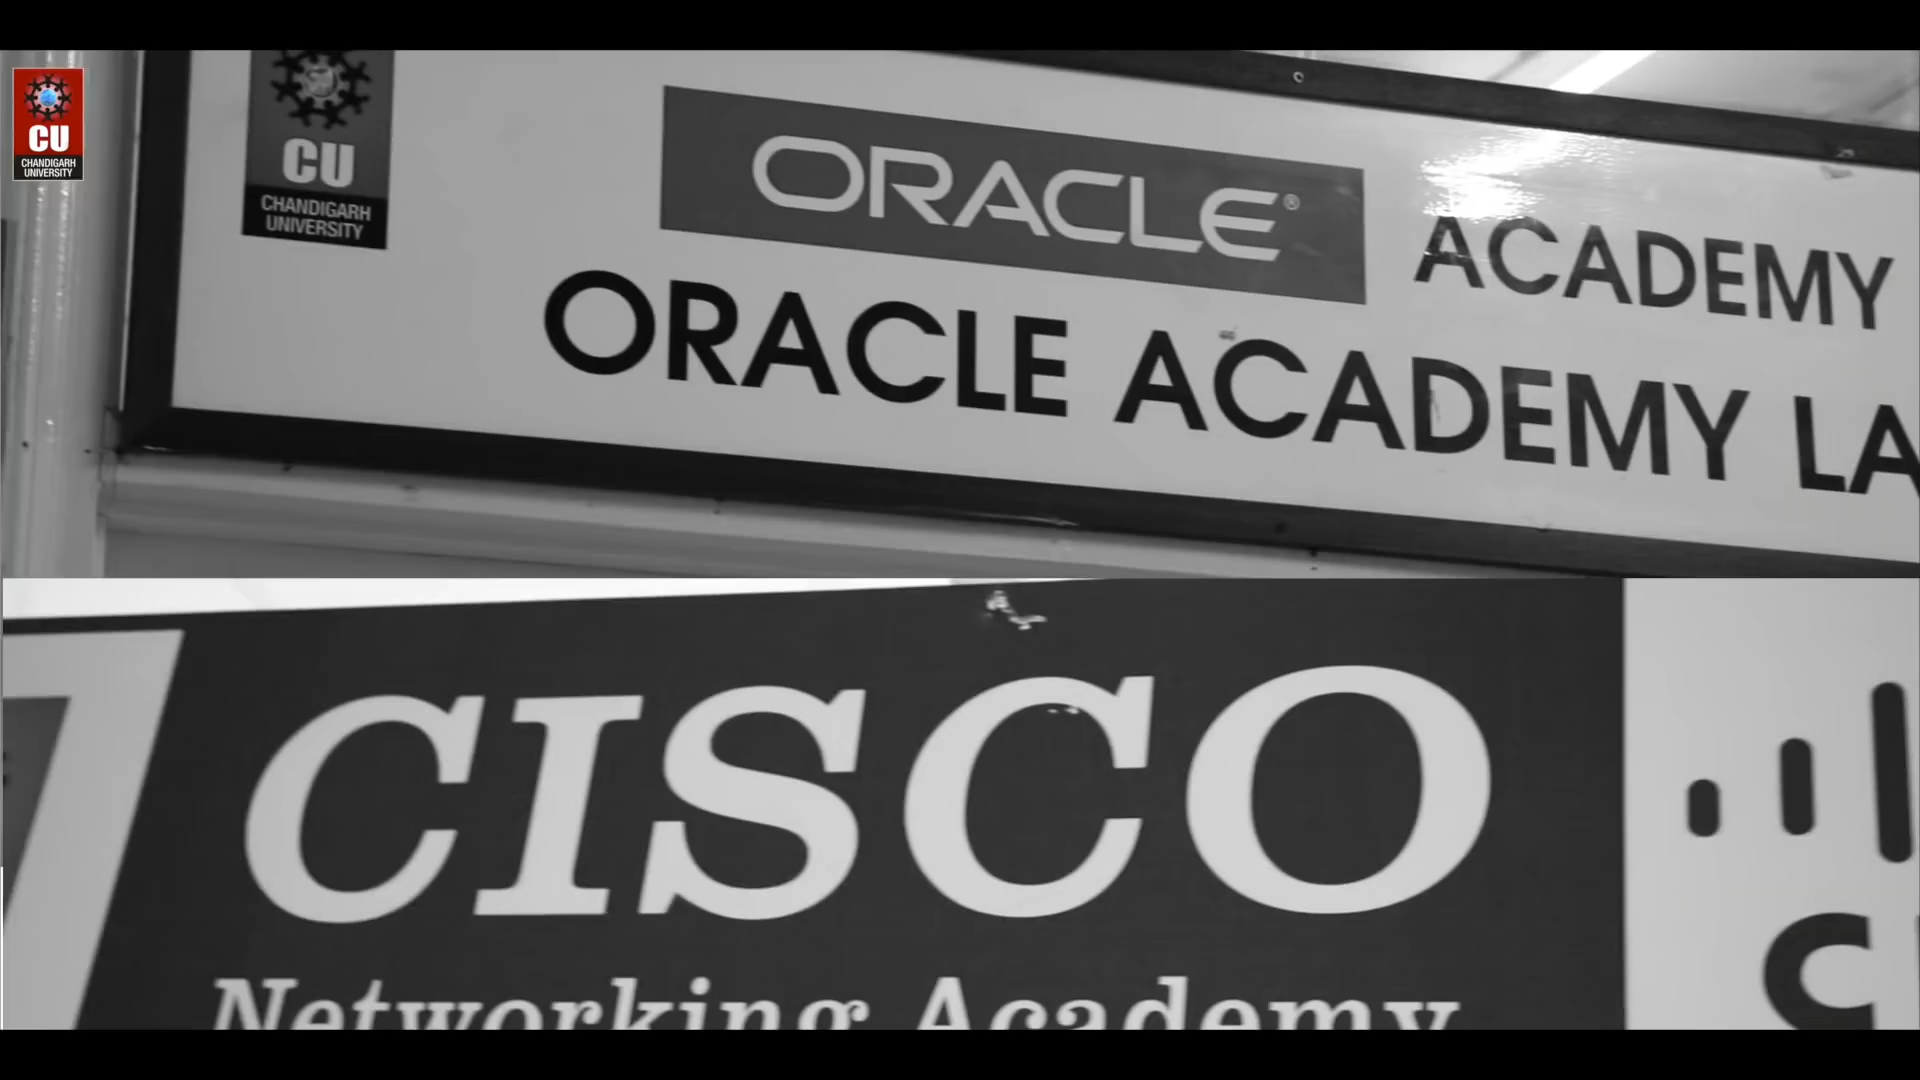 CU
CHANDIGARH
UNIVERSITY
CU
CHANDIGARH
UNIVERSITY
ORACLE®
ACADEMY
ORACLE ACADEMY LA
CISCO
Networking Academy